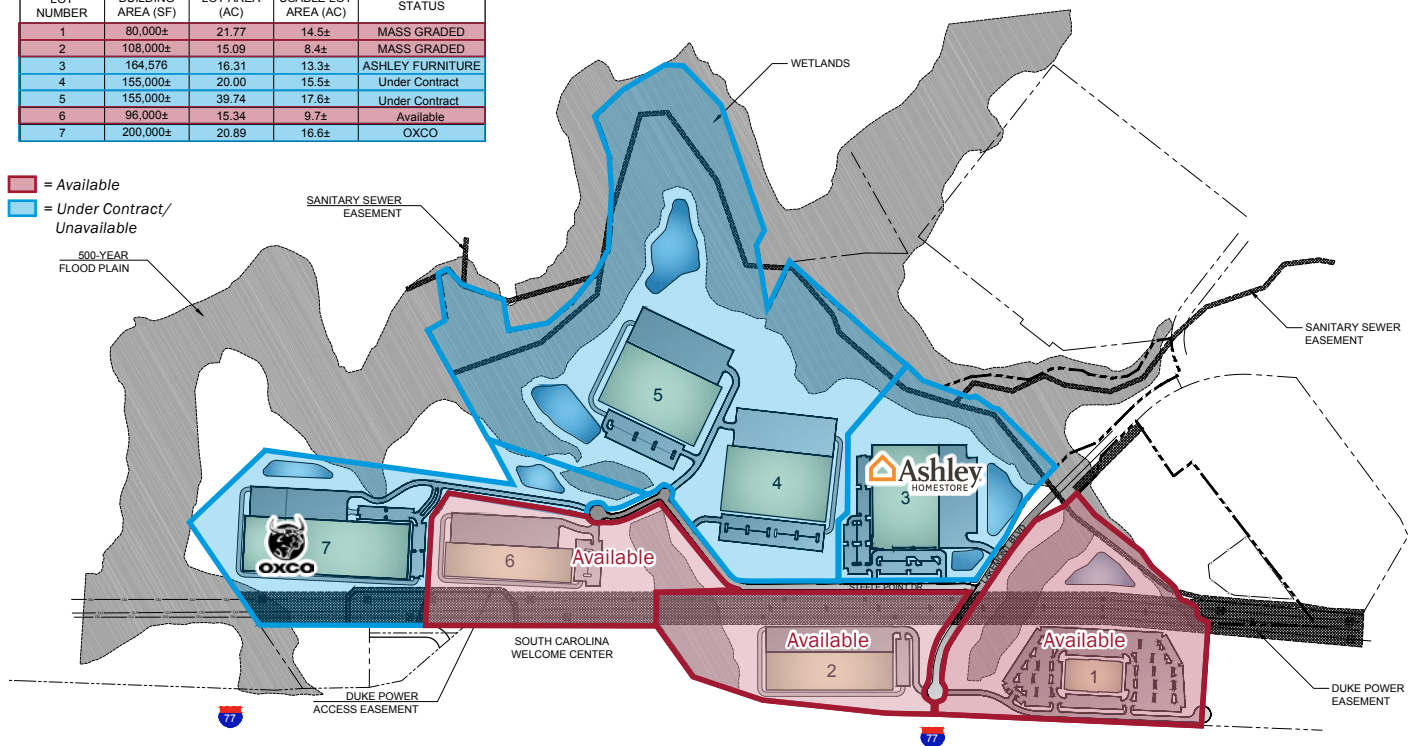 LOT BUILDING LOT AREA USABLE LOT STATUS
NUMBER AREA (SF) (AC) AREA (AC)
1 80,000± 21.77 14.5± MASS GRADED
2 108,000± 15.09 8.4± MASS GRADED
3 164,576 16.31 13.3± ASHLEY FURNITURE
4 155,000± 20.00 15.5± Under Contract
5 155,000± 39.74 17.6± Under Contract
6 96,000± 15.34 9.7± Available
7 200,000± 20.89 16.6± OXCO
= Available
= Under Contract/
Unavailable
WETLANDS
SANITARY SEWER
EASEMENT
500-YEAR
FLOOD PLAIN
SANITARY SEWER
EASEMENT
5
4
Ashley
HOMESTORE
3
7
OXCO
6
Available
LAKEMONT BLVD
STEELE POINT DR
SOUTH CAROLINA
WELCOME CENTER
Available
2
Available
1
DUKE POWER
ACCESS EASEMENT
DUKE POWER
EASEMENT
77
77